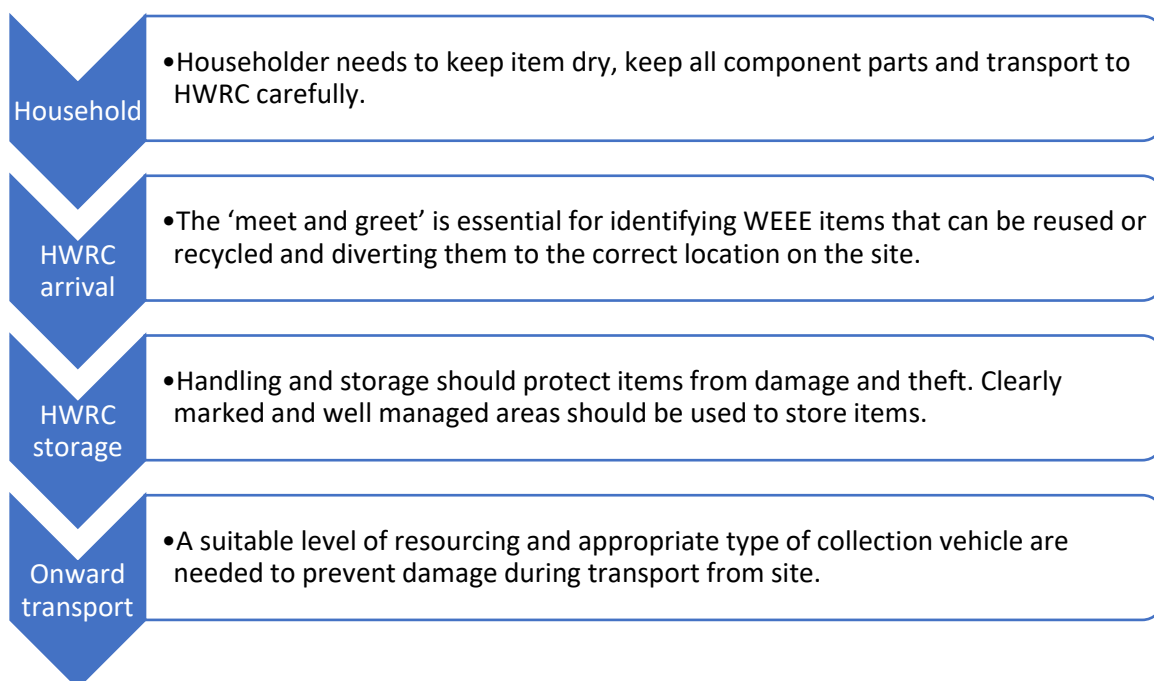 Household
•Householder needs to keep item dry, keep all component parts and transport to
HWRC carefully.
HWRC
arrival
•The ‘meet and greet’ is essential for identifying WEEE items that can be reused or
recycled and diverting them to the correct location on the site.
HWRC
storage
•Handling and storage should protect items from damage and theft. Clearly
marked and well managed areas should be used to store items.
Onward
transport
•A suitable level of resourcing and appropriate type of collection vehicle are
needed to prevent damage during transport from site.